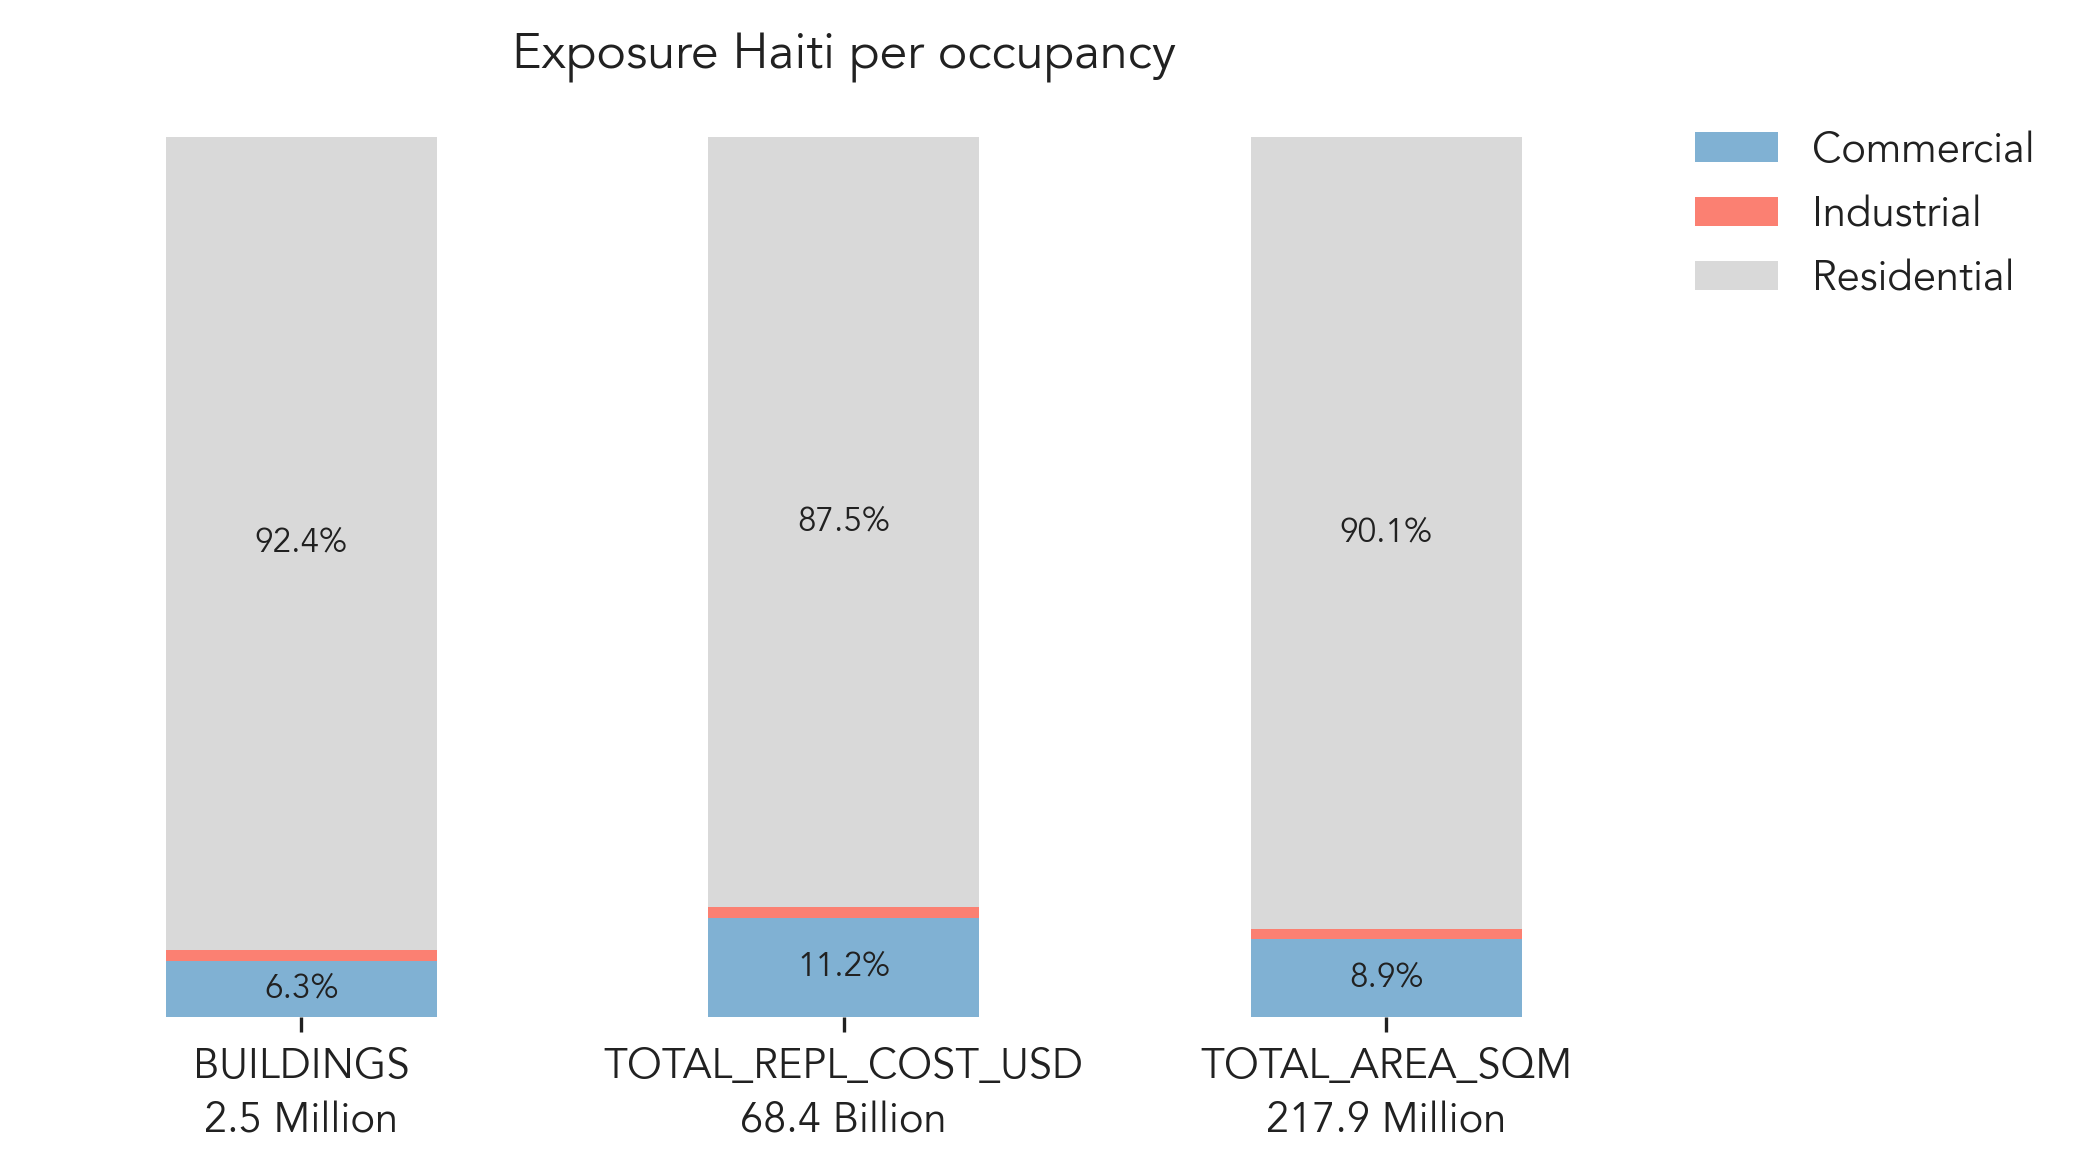 Exposure Haiti per occupancy
Commercial
Industrial
Residential
92.4%
87.5%
90.1%
6.3%
11.2%
8.9%
BUILDINGS
2.5 Million
TOTAL_REPL_COST_USD
68.4 Billion
TOTAL_AREA_SQM
217.9 Million